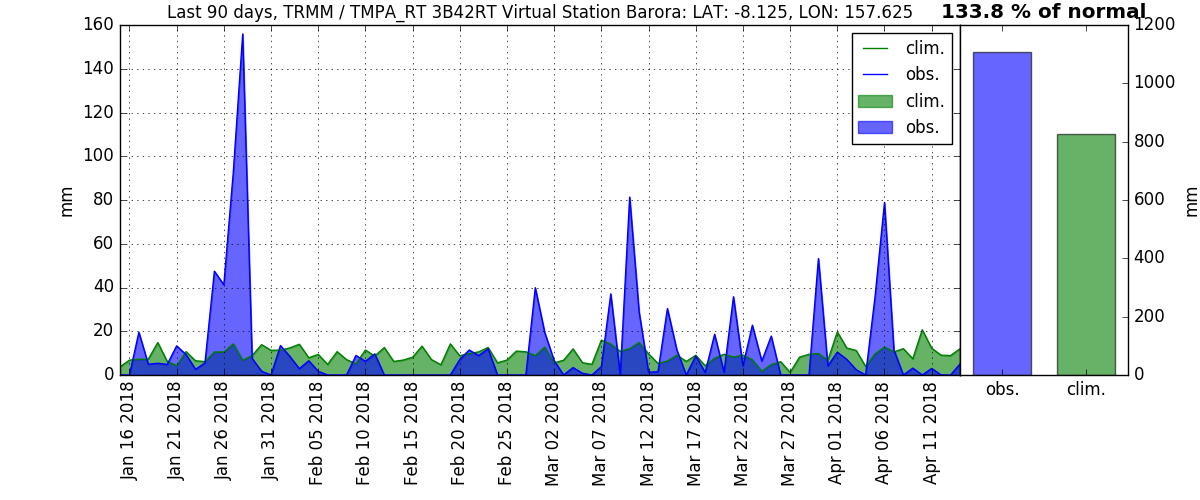 Last 90 days, TRMM / TMPA_RT 3B42RT Virtual Station Barora: LAT: -8.125, LON: 157.625
133.8 % of normal
160
140
120
100
80
60
40
20
0
mm
clim.
obs.
clim.
obs.
Jan 16 2018
Jan 21 2018
Jan 26 2018
Jan 31 2018
Feb 05 2018
Feb 10 2018
Feb 15 2018
Feb 20 2018
Feb 25 2018
Mar 02 2018
Mar 07 2018
Mar 12 2018
Mar 17 2018
Mar 22 2018
Mar 27 2018
Apr 01 2018
Apr 06 2018
Apr 11 2018
1200
1000
800
600
400
200
0
mm
obs.
clim.